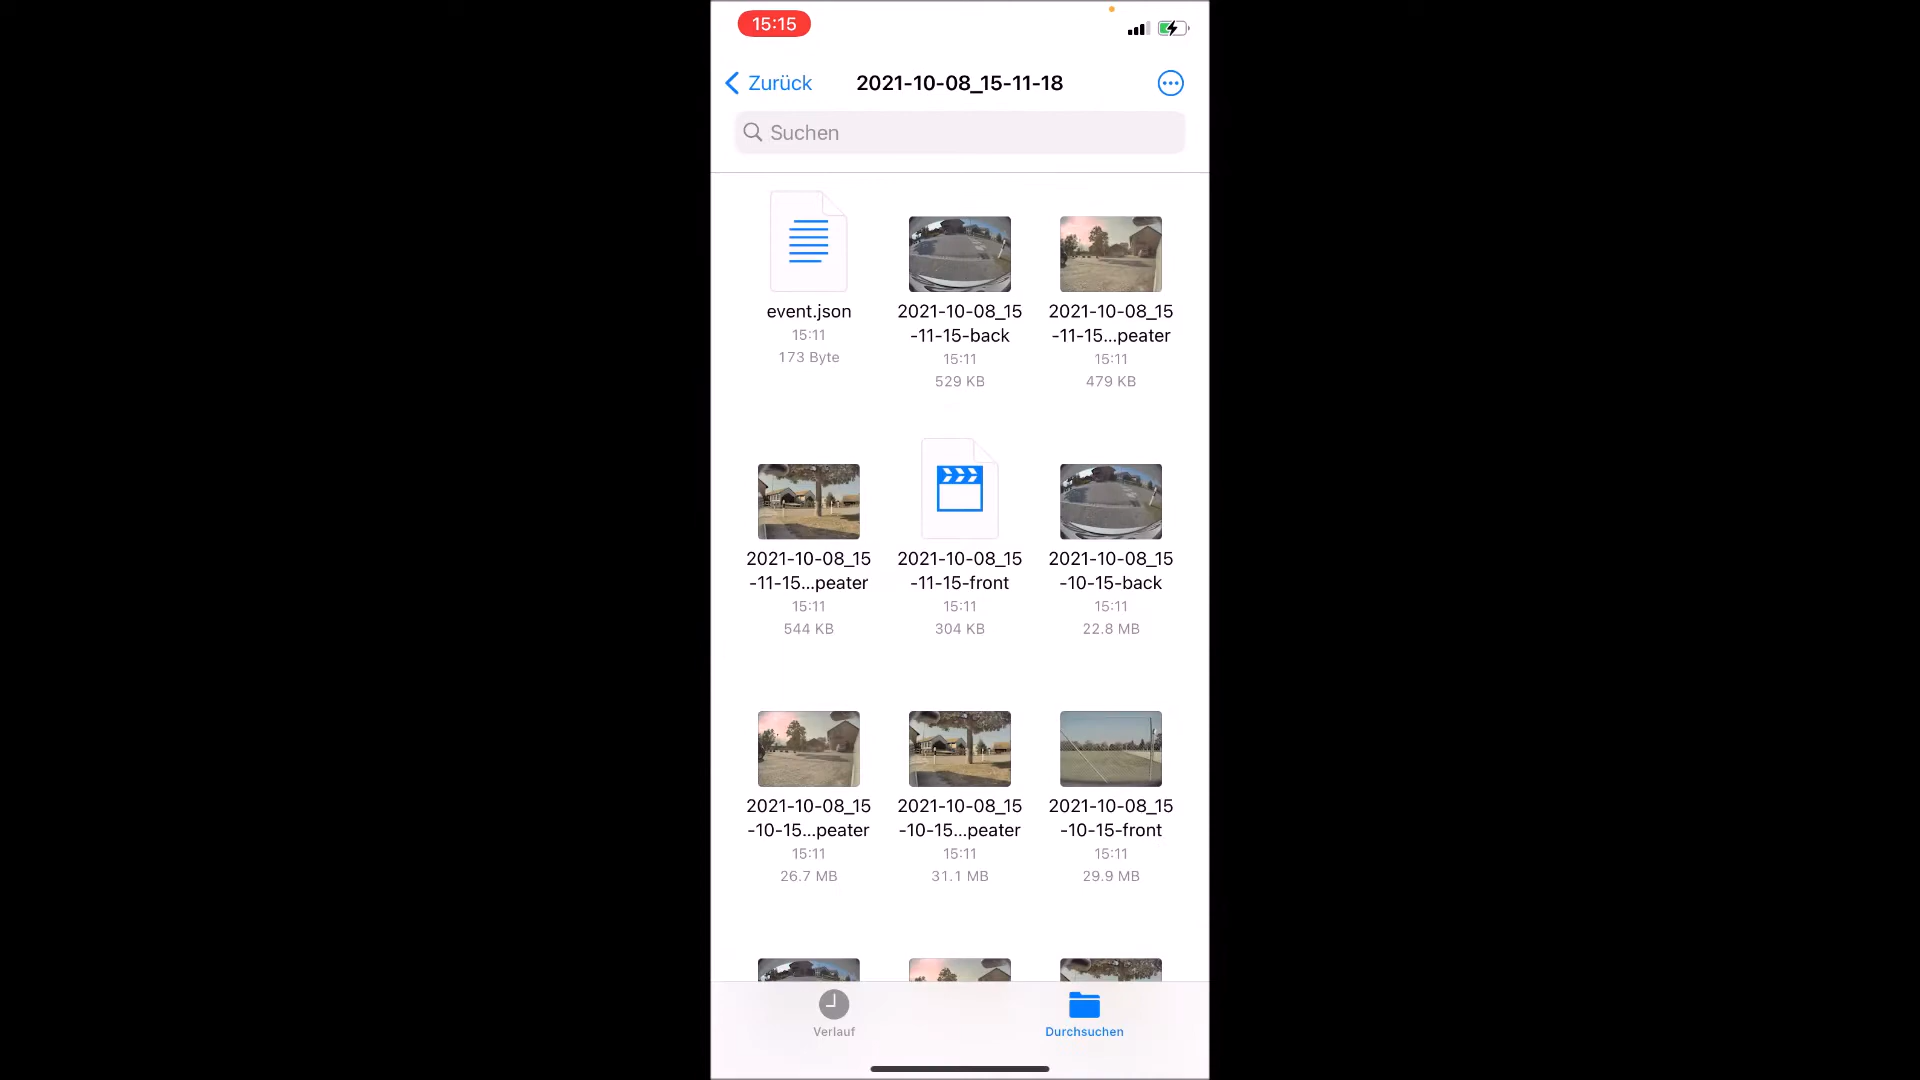 15:15
Zurück
2021-10-08_15-11-18
Suchen
event.json
15:11
173 Byte
2021-10-08_15
-11-15-back
15:11
529 KB
2021-10-08_15
-11-15...peater
15:11
479 KB
2021-10-08_15
-11-15...peater
15:11
544 KB
2021-10-08_15
-11-15-front
15:11
304 KB
2021-10-08_15
-10-15-back
15:11
22.8 MB
2021-10-08_15
-10-15...peater
15:11
26.7 MB
2021-10-08_15
-10-15...peater
15:11
31.1 MB
2021-10-08_15
-10-15-front
15:11
29.9 MB
Verlauf
Durchsuchen